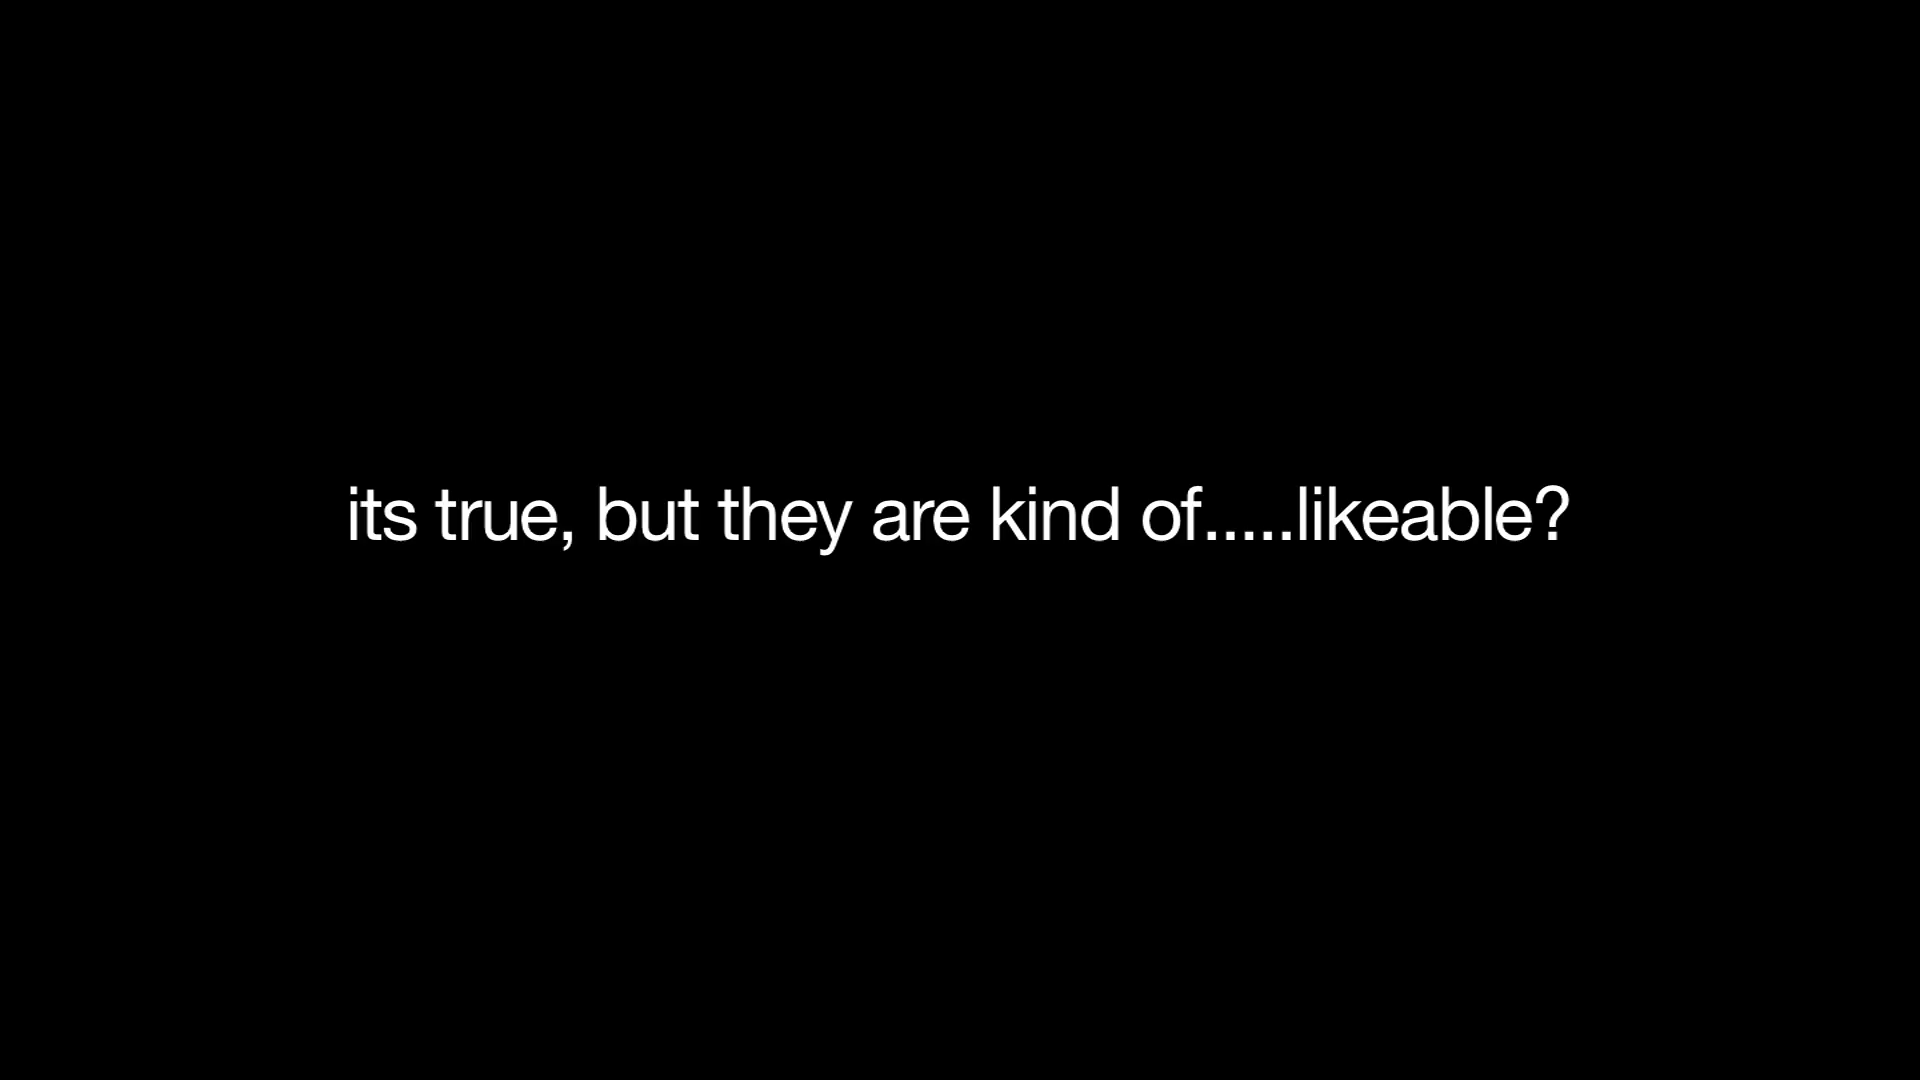 its true, but they are kind of.....likeable?